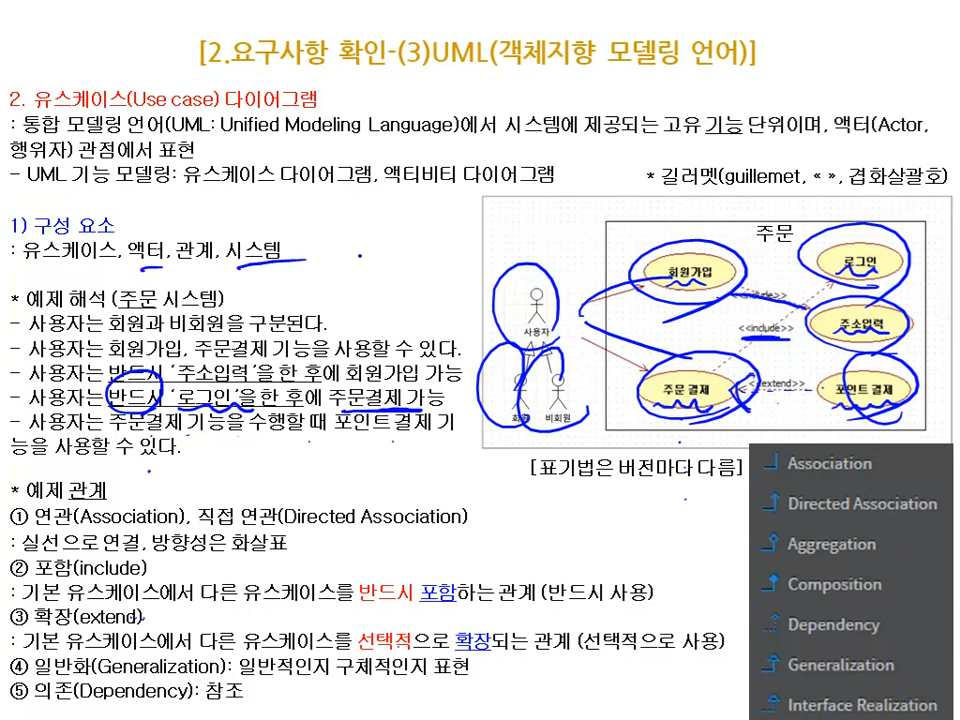 [2.요구사항 확인-(3)UML(객체지향 모델링 언어)]
2. 유스케이스(Use case) 다이어그램
: 통합 모델링 언어(UML: Unified Modeling Language)에서 시스템에 제공되는 고유 기능 단위이며, 액터(Actor,
행위자) 관점에서 표현
- UML 기능 모델링: 유스케이스 다이어그램, 액티비티 다이어그램
* 길러멧(guillemet, « », 겹화살괄호)
1) 구성 요소
: 유스케이스, 액터, 관계, 시스템
* 예제 해석 (주문 시스템)
- 사용자는 회원과 비회원을 구분된다.
- 사용자는 회원가입, 주문결제 기능을 사용할 수 있다.
- 사용자는 반드시 ‘주소입력’을 한 후에 회원가입 가능
- 사용자는 반드시 ‘로그인’을 한 후에 주문결제 가능
- 사용자는 주문결제 기능을 수행할 때 포인트 결제 기
능을 사용할 수 있다.
주문
회원가입
로그인
<<include>>
사용자
<<include>>
주소입력
주문 결제
<<extend>>
포인트 결제
회원
비회원
[표기법은 버전마다 다름]
* 예제 관계
① 연관(Association), 직접 연관(Directed Association)
: 실선으로 연결, 방향성은 화살표
② 포함(include)
: 기본 유스케이스에서 다른 유스케이스를 반드시 포함하는 관계 (반드시 사용)
③ 확장(extend)
: 기본 유스케이스에서 다른 유스케이스를 선택적으로 확장되는 관계 (선택적으로 사용)
④ 일반화(Generalization): 일반적인지 구체적인지 표현
⑤ 의존(Dependency): 참조
Association
Directed Association
Aggregation
Composition
Dependency
Generalization
Interface Realization